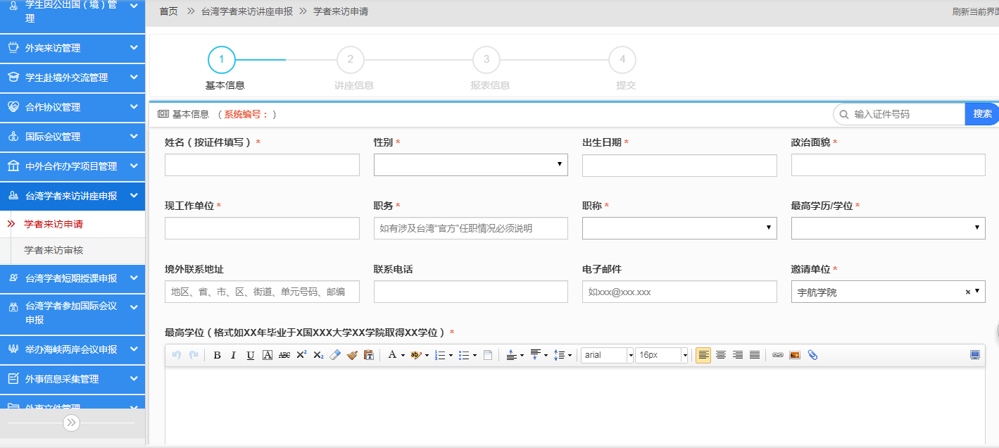 学生因公出国（境）管
理
外宾来访管理
学生赴境外交流管理
合作协议管理
国际会议管理
中外合作办学项目管理
台湾学者来访讲座申报
学者来访申请
学者来访审核
台湾学者短期授课申报
台湾学者参加国际会议
申报
举办海峡两岸会议申报
外事信息采集管理
外事文件管理
首页 >> 台湾学者来访讲座申报 >> 学者来访申请
刷新当前界面
1 2 3 4
基本信息 讲座信息 报表信息 提交
基本信息 （系统编号：）
输入证件号码 搜索
姓名（按证件填写）* 性别* 出生日期* 政治面貌*
现工作单位* 职务* 职称* 最高学历/学位*
如有涉及台湾“官方”任职情况必须说明
境外联系地址 联系电话 电子邮件 邀请单位*
地区、省、市、区、街道、单元号码、邮编 如xxx@xxx.xxx 宇航学院 ×
最高学位（格式如XX年毕业于X国XXX大学XX学院取得XX学位）*
B I U A ABC X² X₂ T A ab arial 16px